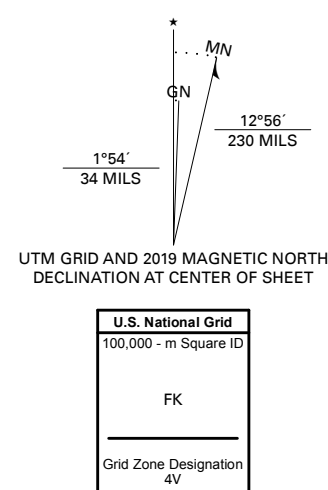 ★
MN
GN
12°56´
230 MILS
1°54´
34 MILS
UTM GRID AND 2019 MAGNETIC NORTH
DECLINATION AT CENTER OF SHEET
U.S. National Grid
100,000 - m Square ID
FK
Grid Zone Designation
4V